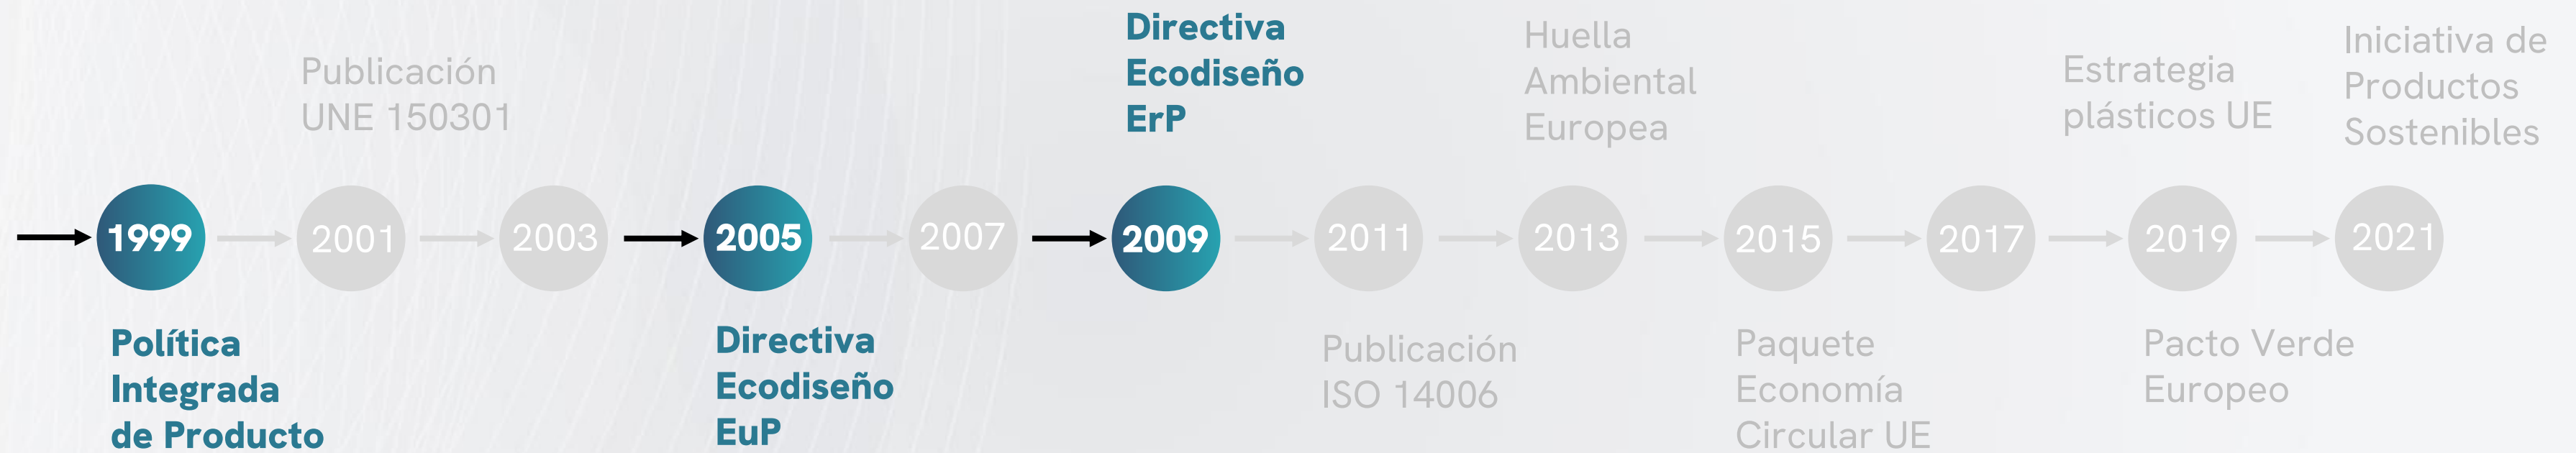 Directiva
Ecodiseño
ErP
Huella
Ambiental
Europea
Iniciativa de
Productos
Sostenibles
Publicación
UNE 150301
Estrategia
plásticos UE
1999
2001
2003
2005
2007
2009
2011
2013
2015
2017
2019
2021
Política
Integrada
de Producto
Directiva
Ecodiseño
EuP
Publicación
ISO 14006
Paquete
Economía
Circular UE
Pacto Verde
Europeo